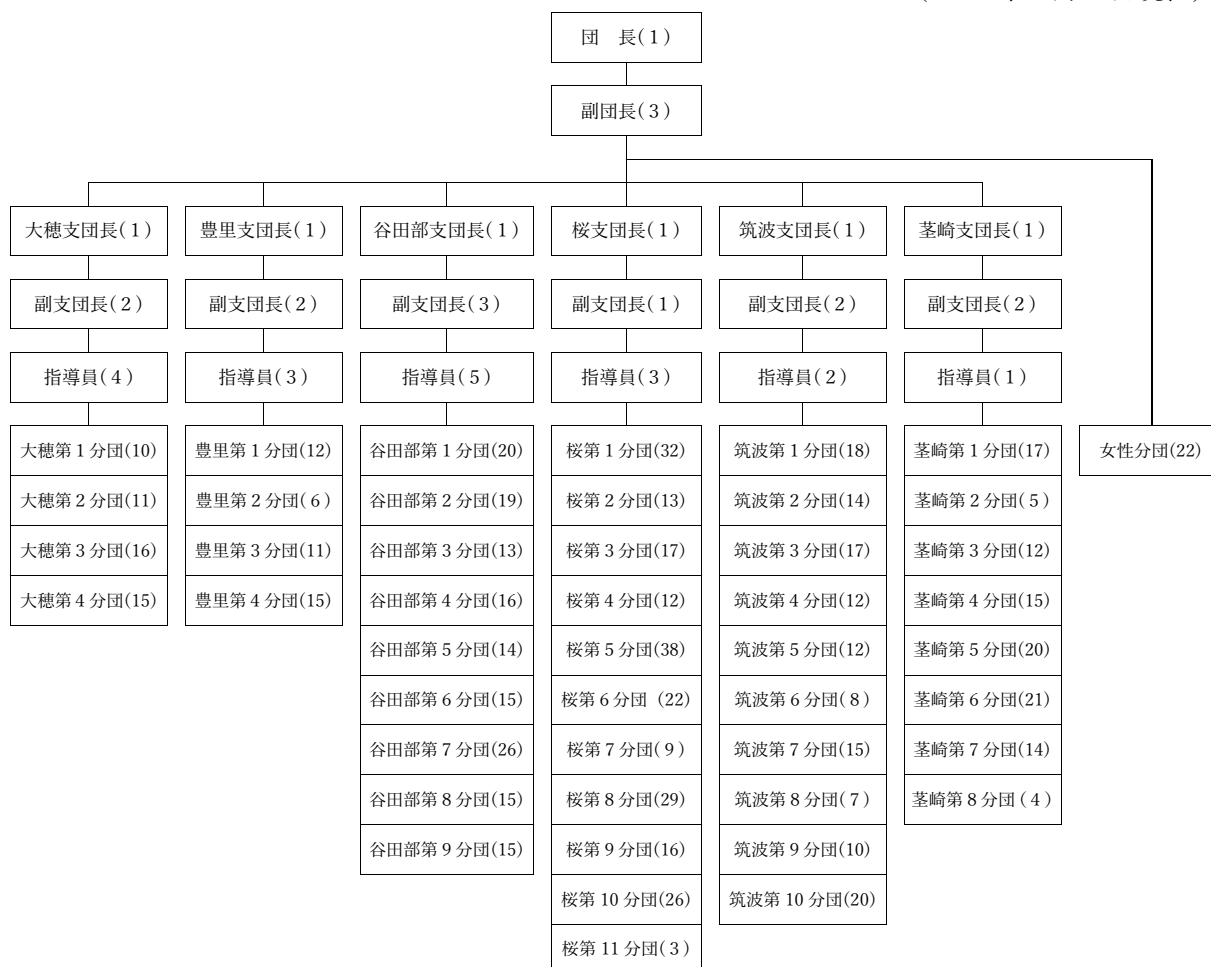 団　長(1)
副団長(3)
大穂支団長(1)
豊里支団長(1)
谷田部支団長(1)
桜支団長(1)
筑波支団長(1)
茎崎支団長(1)
副支団長(2)
副支団長(2)
副支団長(3)
副支団長(1)
副支団長(2)
副支団長(2)
指導員(4)
指導員(3)
指導員(5)
指導員(3)
指導員(2)
指導員(1)
大穂第1分団(10)
大穂第2分団(11)
大穂第3分団(16)
大穂第4分団(15)
豊里第1分団(12)
豊里第2分団(6)
豊里第3分団(11)
豊里第4分団(15)
谷田部第1分団(20)
谷田部第2分団(19)
谷田部第3分団(13)
谷田部第4分団(16)
谷田部第5分団(14)
谷田部第6分団(15)
谷田部第7分団(26)
谷田部第8分団(15)
谷田部第9分団(15)
桜第1分団(32)
桜第2分団(13)
桜第3分団(17)
桜第4分団(12)
桜第5分団(38)
桜第6分団 (22)
桜第7分団(9)
桜第8分団(29)
桜第9分団(16)
桜第10分団(26)
桜第11分団(3)
筑波第1分団(18)
筑波第2分団(14)
筑波第3分団(17)
筑波第4分団(12)
筑波第5分団(12)
筑波第6分団(8)
筑波第7分団(15)
筑波第8分団(7)
筑波第9分団(10)
筑波第10分団(20)
茎崎第1分団(17)
茎崎第2分団(5)
茎崎第3分団(12)
茎崎第4分団(15)
茎崎第5分団(20)
茎崎第6分団(21)
茎崎第7分団(14)
茎崎第8分団(4)
女性分団(22)